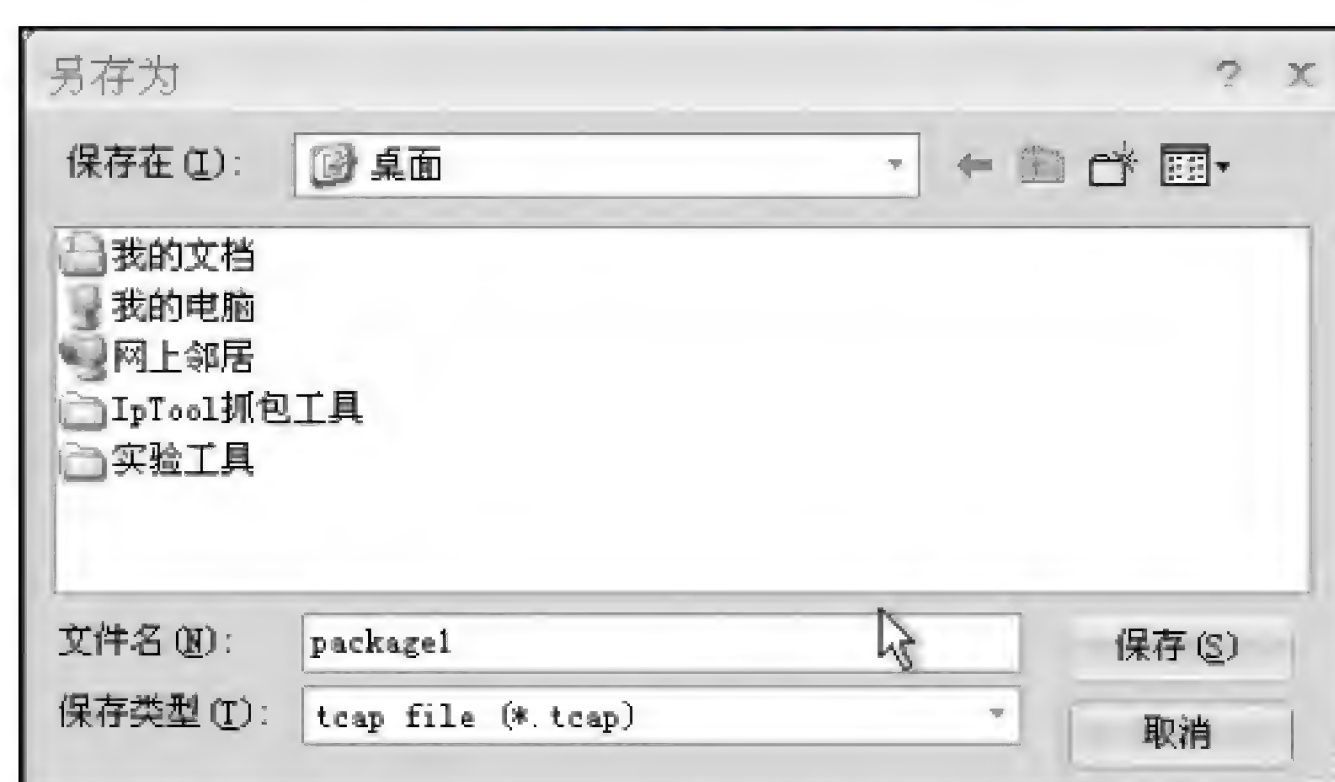 另存为 ? X
保存在(I): 桌面
我的文档
我的电脑
网上邻居
IpTool抓包工具
实验工具
文件名(N): package1 保存(S)
保存类型(T): tcap file (*.tcap) 取消